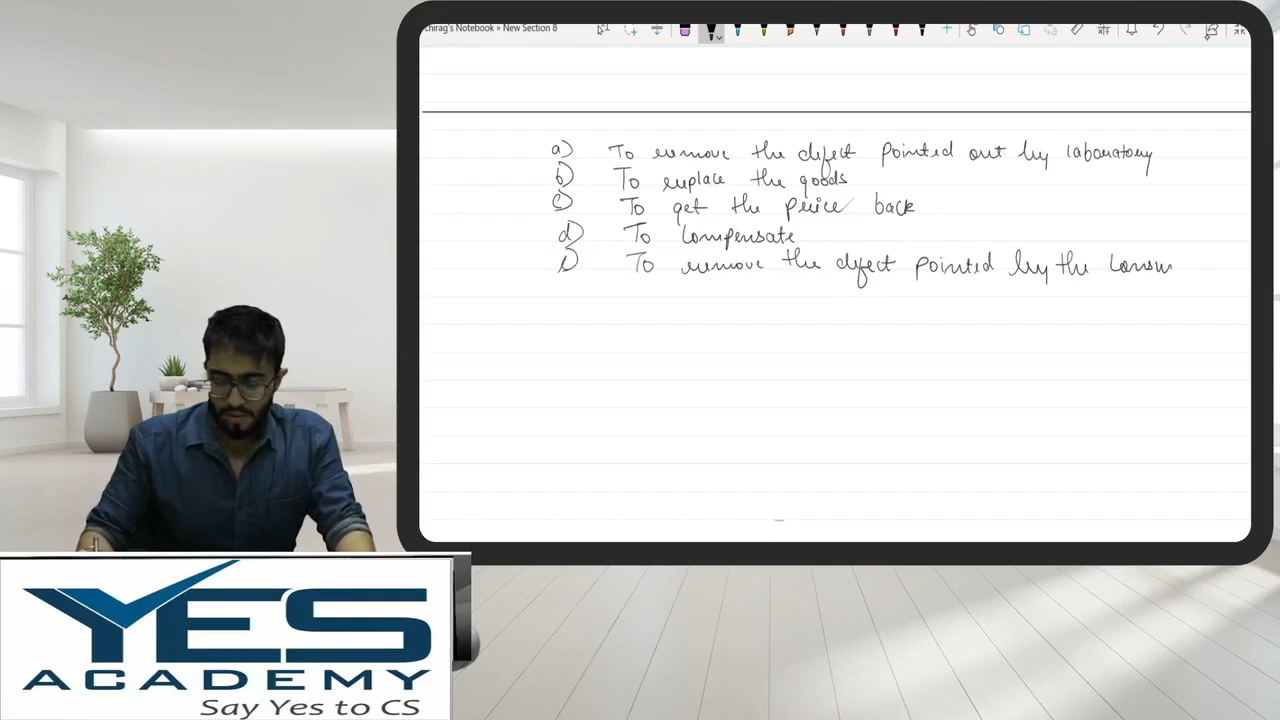 chirag's Notebook » New Section 8
a) To remove the defect pointed out by laboratory
b) To replace the goods
c) To get the price back
d) To compensate
e) To remove the defect pointed by the Consum
YES
ACADEMY
Say Yes to CS